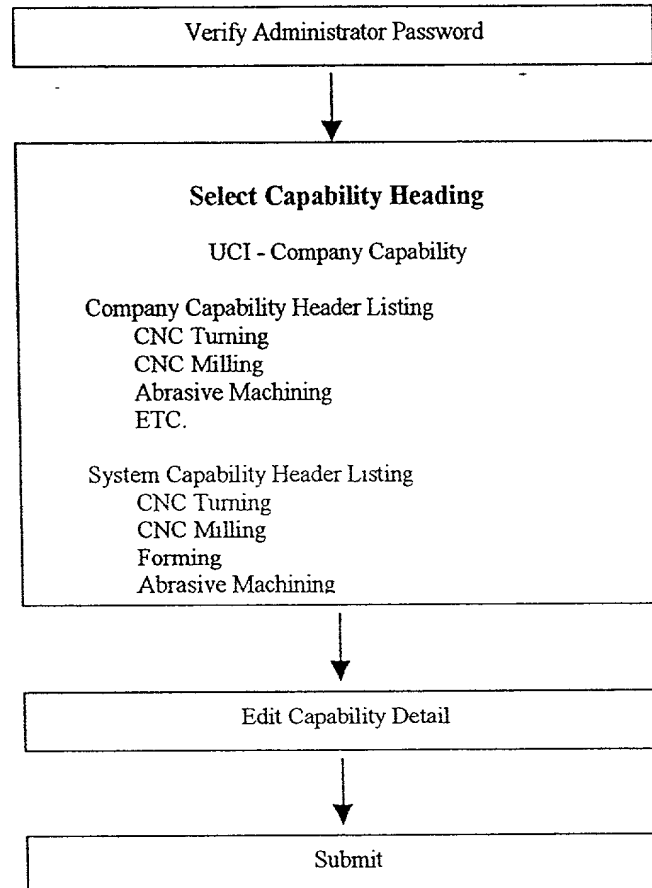 Verify Administrator Password
Select Capability Heading
UCI - Company Capability
Company Capability Header Listing
CNC Turning
CNC Milling
Abrasive Machining
ETC.
System Capability Header Listing
CNC Turning
CNC Milling
Forming
Abrasive Machining
Edit Capability Detail
Submit